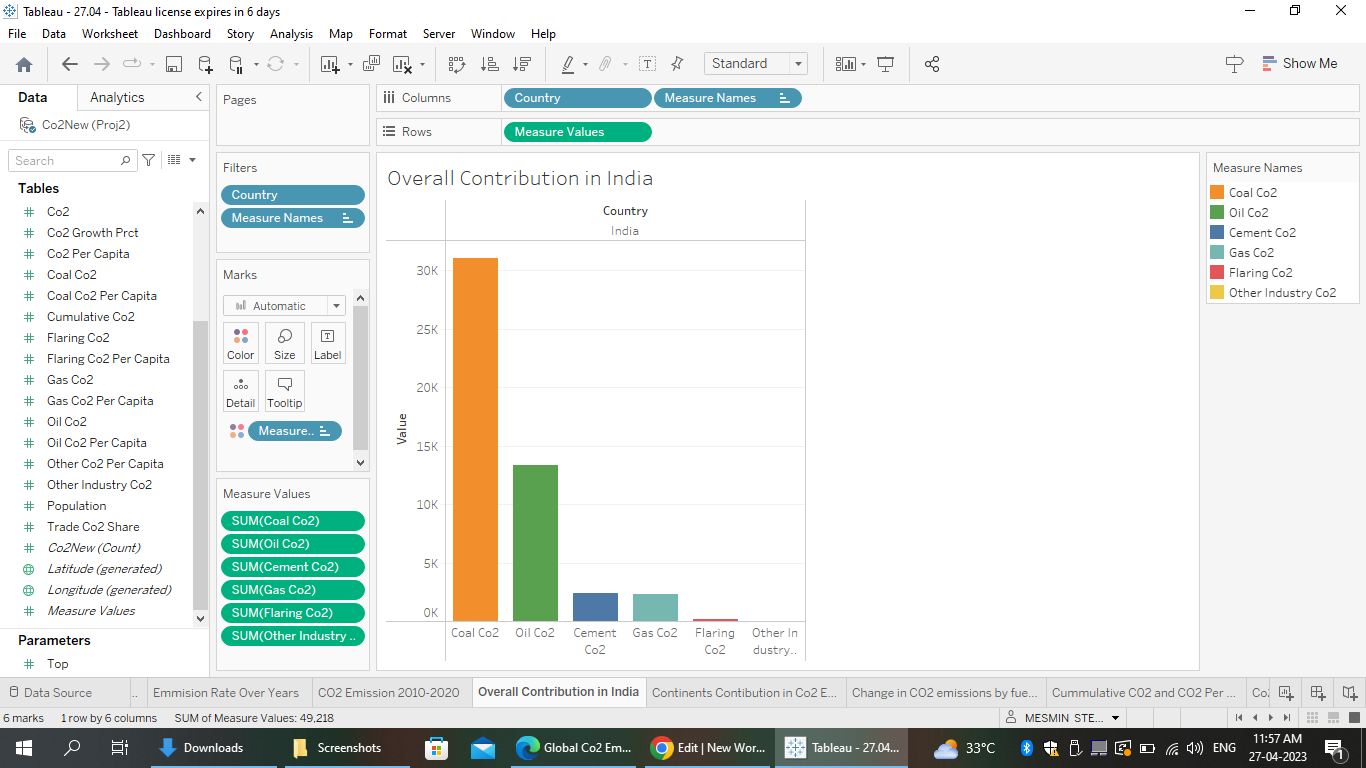 Tableau - 27.04 - Tableau license expires in 6 days
File Data Worksheet Dashboard Story Analysis Map Format Server Window Help
Standard
Show Me
Data Analytics
Co2New (Proj2)
Search
Tables
Co2
Co2 Growth Prct
Co2 Per Capita
Coal Co2
Coal Co2 Per Capita
Cumulative Co2
Flaring Co2
Flaring Co2 Per Capita
Gas Co2
Gas Co2 Per Capita
Oil Co2
Oil Co2 Per Capita
Other Co2 Per Capita
Other Industry Co2
Population
Trade Co2 Share
Co2New (Count)
Latitude (generated)
Longitude (generated)
Measure Values
Parameters
Top
Pages
Filters
Country
Measure Names
Marks
Automatic
Color Size Label
Detail Tooltip
Measure..
Measure Values
SUM(Coal Co2)
SUM(Oil Co2)
SUM(Cement Co2)
SUM(Gas Co2)
SUM(Flaring Co2)
SUM(Other Industry ..
Columns Country Measure Names
Rows Measure Values
Overall Contribution in India
Country
India
Value
30K
25K
20K
15K
10K
5K
0K
Coal Co2 Oil Co2 Cement Gas Co2 Flaring Other In
Co2 Co2 dustry..
Measure Names
Coal Co2
Oil Co2
Cement Co2
Gas Co2
Flaring Co2
Other Industry Co2
Data Source .. Emmision Rate Over Years CO2 Emission 2010-2020 Overall Contribution in India Continents Contibution in Co2 E... Change in CO2 emissions by fue... Cummulative C02 and CO2 Per ... Co
6 marks 1 row by 6 columns SUM of Measure Values: 49,218 MESMIN STE...
Downloads Screenshots Global Co2 Em... Edit | New Wor... Tableau - 27.04... 33°C ENG 11:57 AM
27-04-2023
1